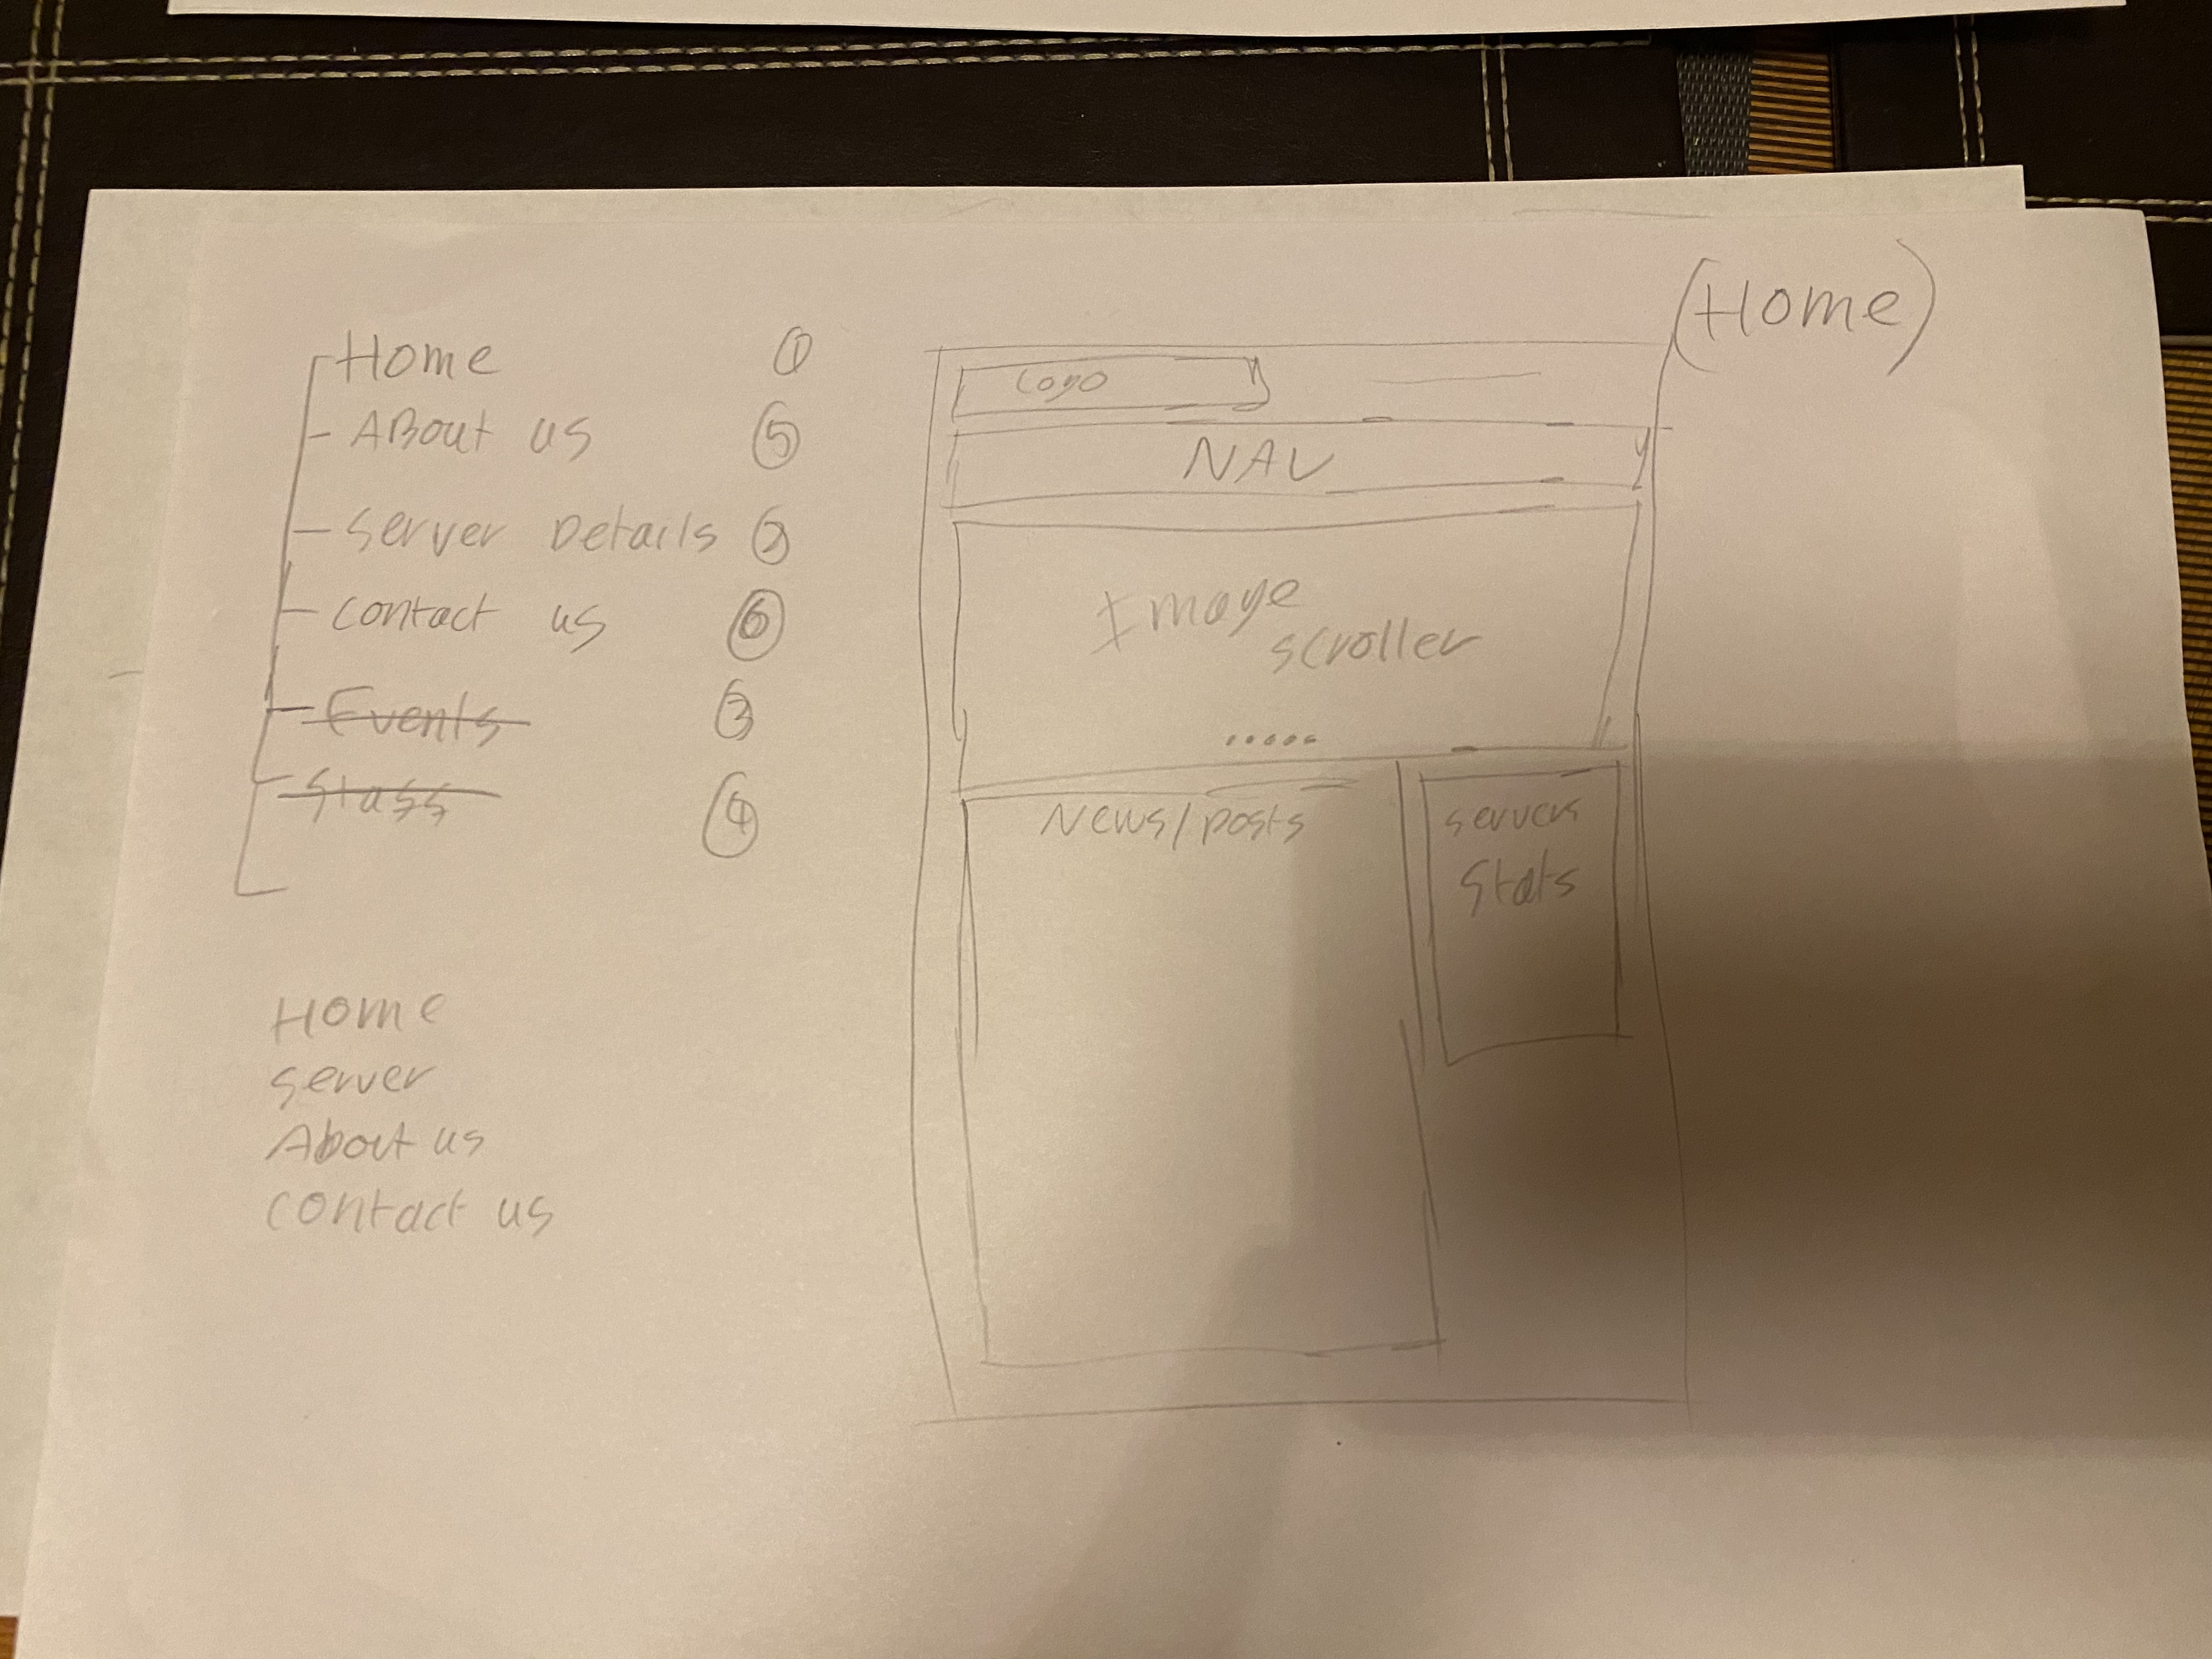 Home ①
ABout us ⑤
Server Details ②
contact us ⑥
Events ③
Staff ④
Home
server
About us
contact us
(Home)
Logo
NAV
Image
scroller
.....
News/posts
servers
Stats